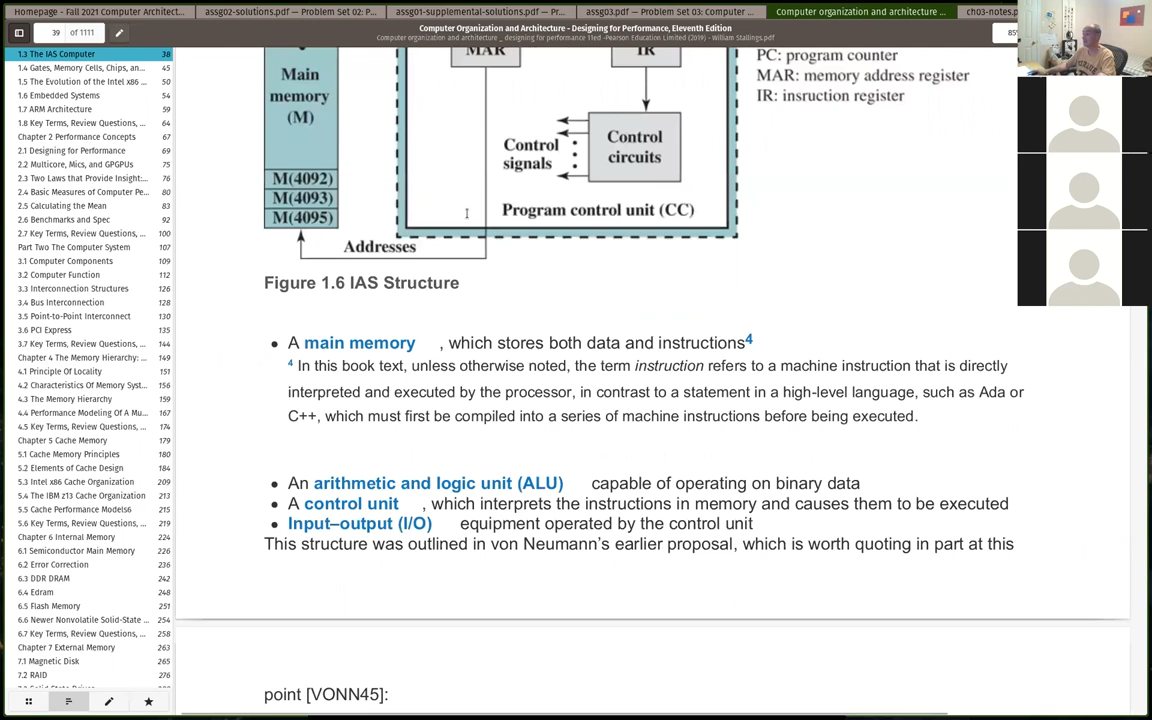 Homepage - Fall 2021 Computer Architect...
assg02-solutions.pdf — Problem Set 02: P...
assg01-supplemental-solutions.pdf — Pr...
assg03.pdf — Problem Set 03: Computer ...
Computer organization and architecture ...
ch03-notes.p
39 of 1111
Computer Organization and Architecture - Designing for Performance, Eleventh Edition
Computer organization and architecture _ designing for performance 11ed -Pearson Education Limited (2019) - William Stallings.pdf
85
1.3 The IAS Computer 38
1.4 Gates, Memory Cells, Chips, an... 45
1.5 The Evolution of the Intel x86 ... 50
1.6 Embedded Systems 54
1.7 ARM Architecture 59
1.8 Key Terms, Review Questions, ... 64
Chapter 2 Performance Concepts 67
2.1 Designing for Performance 69
2.2 Multicore, Mics, and GPGPUs 75
2.3 Two Laws that Provide Insight:... 76
2.4 Basic Measures of Computer Pe... 80
2.5 Calculating the Mean 83
2.6 Benchmarks and Spec 92
2.7 Key Terms, Review Questions, ... 100
Part Two The Computer System 107
3.1 Computer Components 109
3.2 Computer Function 112
3.3 Interconnection Structures 126
3.4 Bus Interconnection 128
3.5 Point-to-Point Interconnect 130
3.6 PCI Express 135
3.7 Key Terms, Review Questions, ... 144
Chapter 4 The Memory Hierarchy: ... 149
4.1 Principle Of Locality 151
4.2 Characteristics Of Memory Syst... 156
4.3 The Memory Hierarchy 159
4.4 Performance Modeling Of A Mu... 167
4.5 Key Terms, Review Questions, ... 174
Chapter 5 Cache Memory 179
5.1 Cache Memory Principles 180
5.2 Elements of Cache Design 184
5.3 Intel x86 Cache Organization 209
5.4 The IBM z13 Cache Organization 213
5.5 Cache Performance Models6 215
5.6 Key Terms, Review Questions, ... 219
Chapter 6 Internal Memory 224
6.1 Semiconductor Main Memory 226
6.2 Error Correction 236
6.3 DDR DRAM 242
6.4 Edram 248
6.5 Flash Memory 251
6.6 Newer Nonvolatile Solid-State ... 254
6.7 Key Terms, Review Questions, ... 258
Chapter 7 External Memory 263
7.1 Magnetic Disk 265
7.2 RAID 276
MAR
IR
PC: program counter
MAR: memory address register
IR: insruction register
Main
memory
(M)
Control
signals
Control
circuits
M(4092)
M(4093)
M(4095)
Program control unit (CC)
Addresses
Figure 1.6 IAS Structure
• A main memory , which stores both data and instructions4
4 In this book text, unless otherwise noted, the term instruction refers to a machine instruction that is directly
interpreted and executed by the processor, in contrast to a statement in a high-level language, such as Ada or
C++, which must first be compiled into a series of machine instructions before being executed.
• An arithmetic and logic unit (ALU) capable of operating on binary data
• A control unit , which interprets the instructions in memory and causes them to be executed
• Input–output (I/O) equipment operated by the control unit
This structure was outlined in von Neumann’s earlier proposal, which is worth quoting in part at this
point [VONN45]: